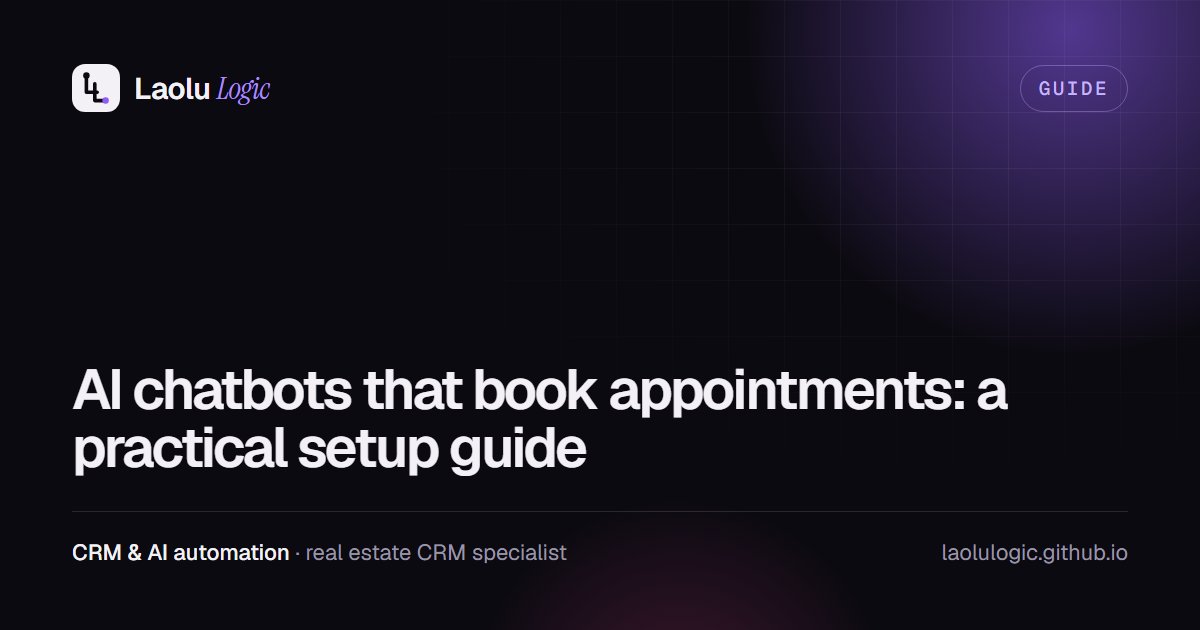 Laolu Logic
GUIDE
AI chatbots that book appointments: a
practical setup guide
CRM & AI automation · real estate CRM specialist
laolulogic.github.io